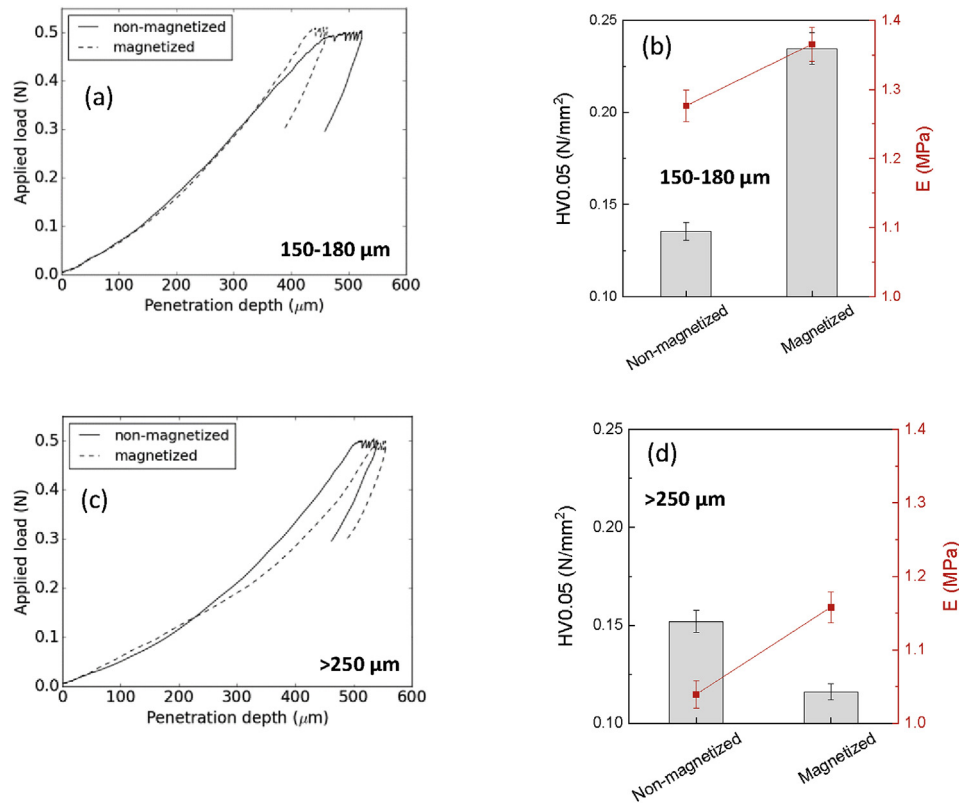 (a)
non-magnetized
magnetized
0.6
0.5
0.4
0.3
0.2
0.1
0.0
Applied load (N)
150-180 μm
0 100 200 300 400 500 600
Penetration depth (μm)
(b)
0.25
0.20
0.15
0.10
HV0.05 (N/mm²)
150-180 μm
1.4
1.3
1.2
1.1
1.0
E (MPa)
Non-magnetized
Magnetized
(c)
non-magnetized
magnetized
0.5
0.4
0.3
0.2
0.1
0.0
Applied load (N)
>250 μm
0 100 200 300 400 500 600
Penetration depth (μm)
(d)
>250 μm
0.25
0.20
0.15
0.10
HV0.05 (N/mm²)
1.4
1.3
1.2
1.1
1.0
E (MPa)
Non-magnetized
Magnetized